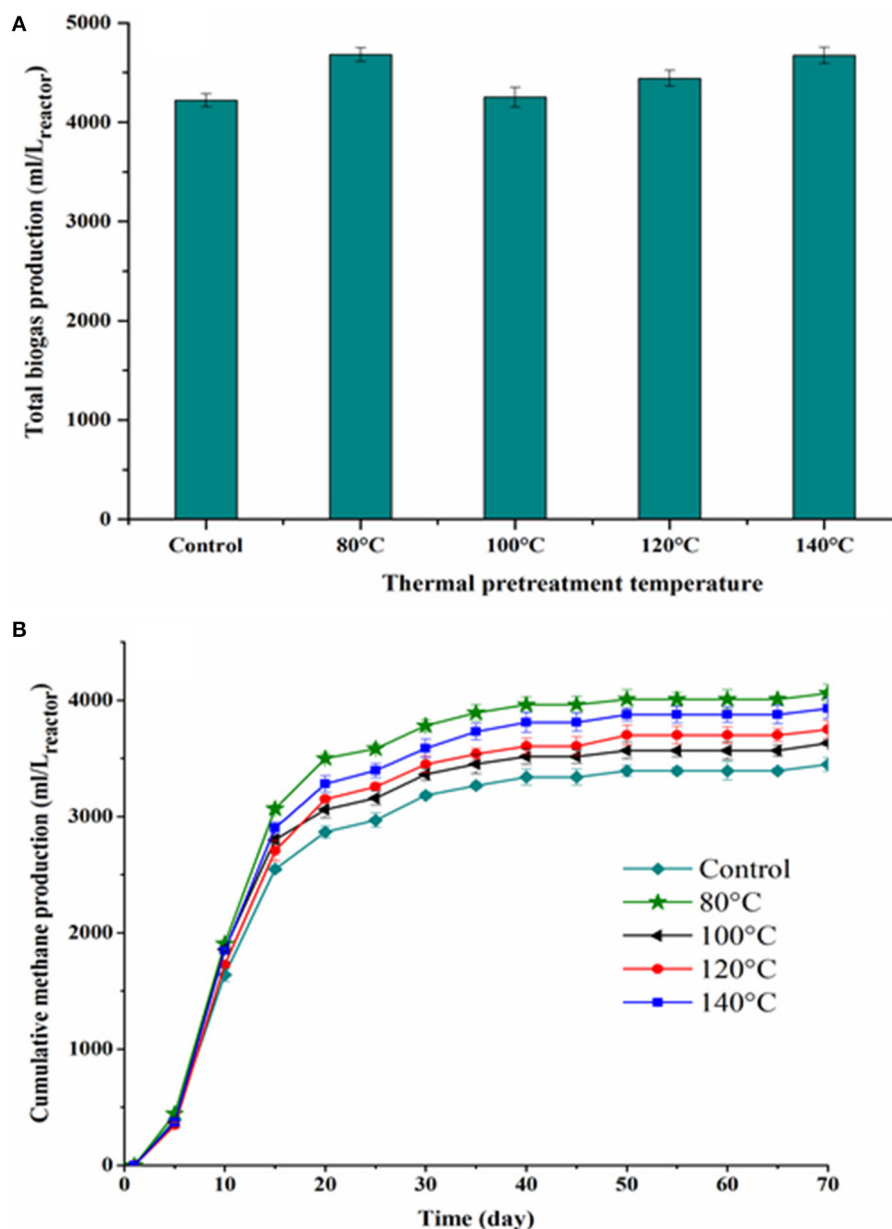 A
Total biogas production (ml/L_reactor)
5000
4000
3000
2000
1000
0
Control 80°C 100°C 120°C 140°C
Thermal pretreatment temperature
B
Cumulative methane production (ml/L_reactor)
4000
3000
2000
1000
0
Control
80°C
100°C
120°C
140°C
0 10 20 30 40 50 60 70
Time (day)